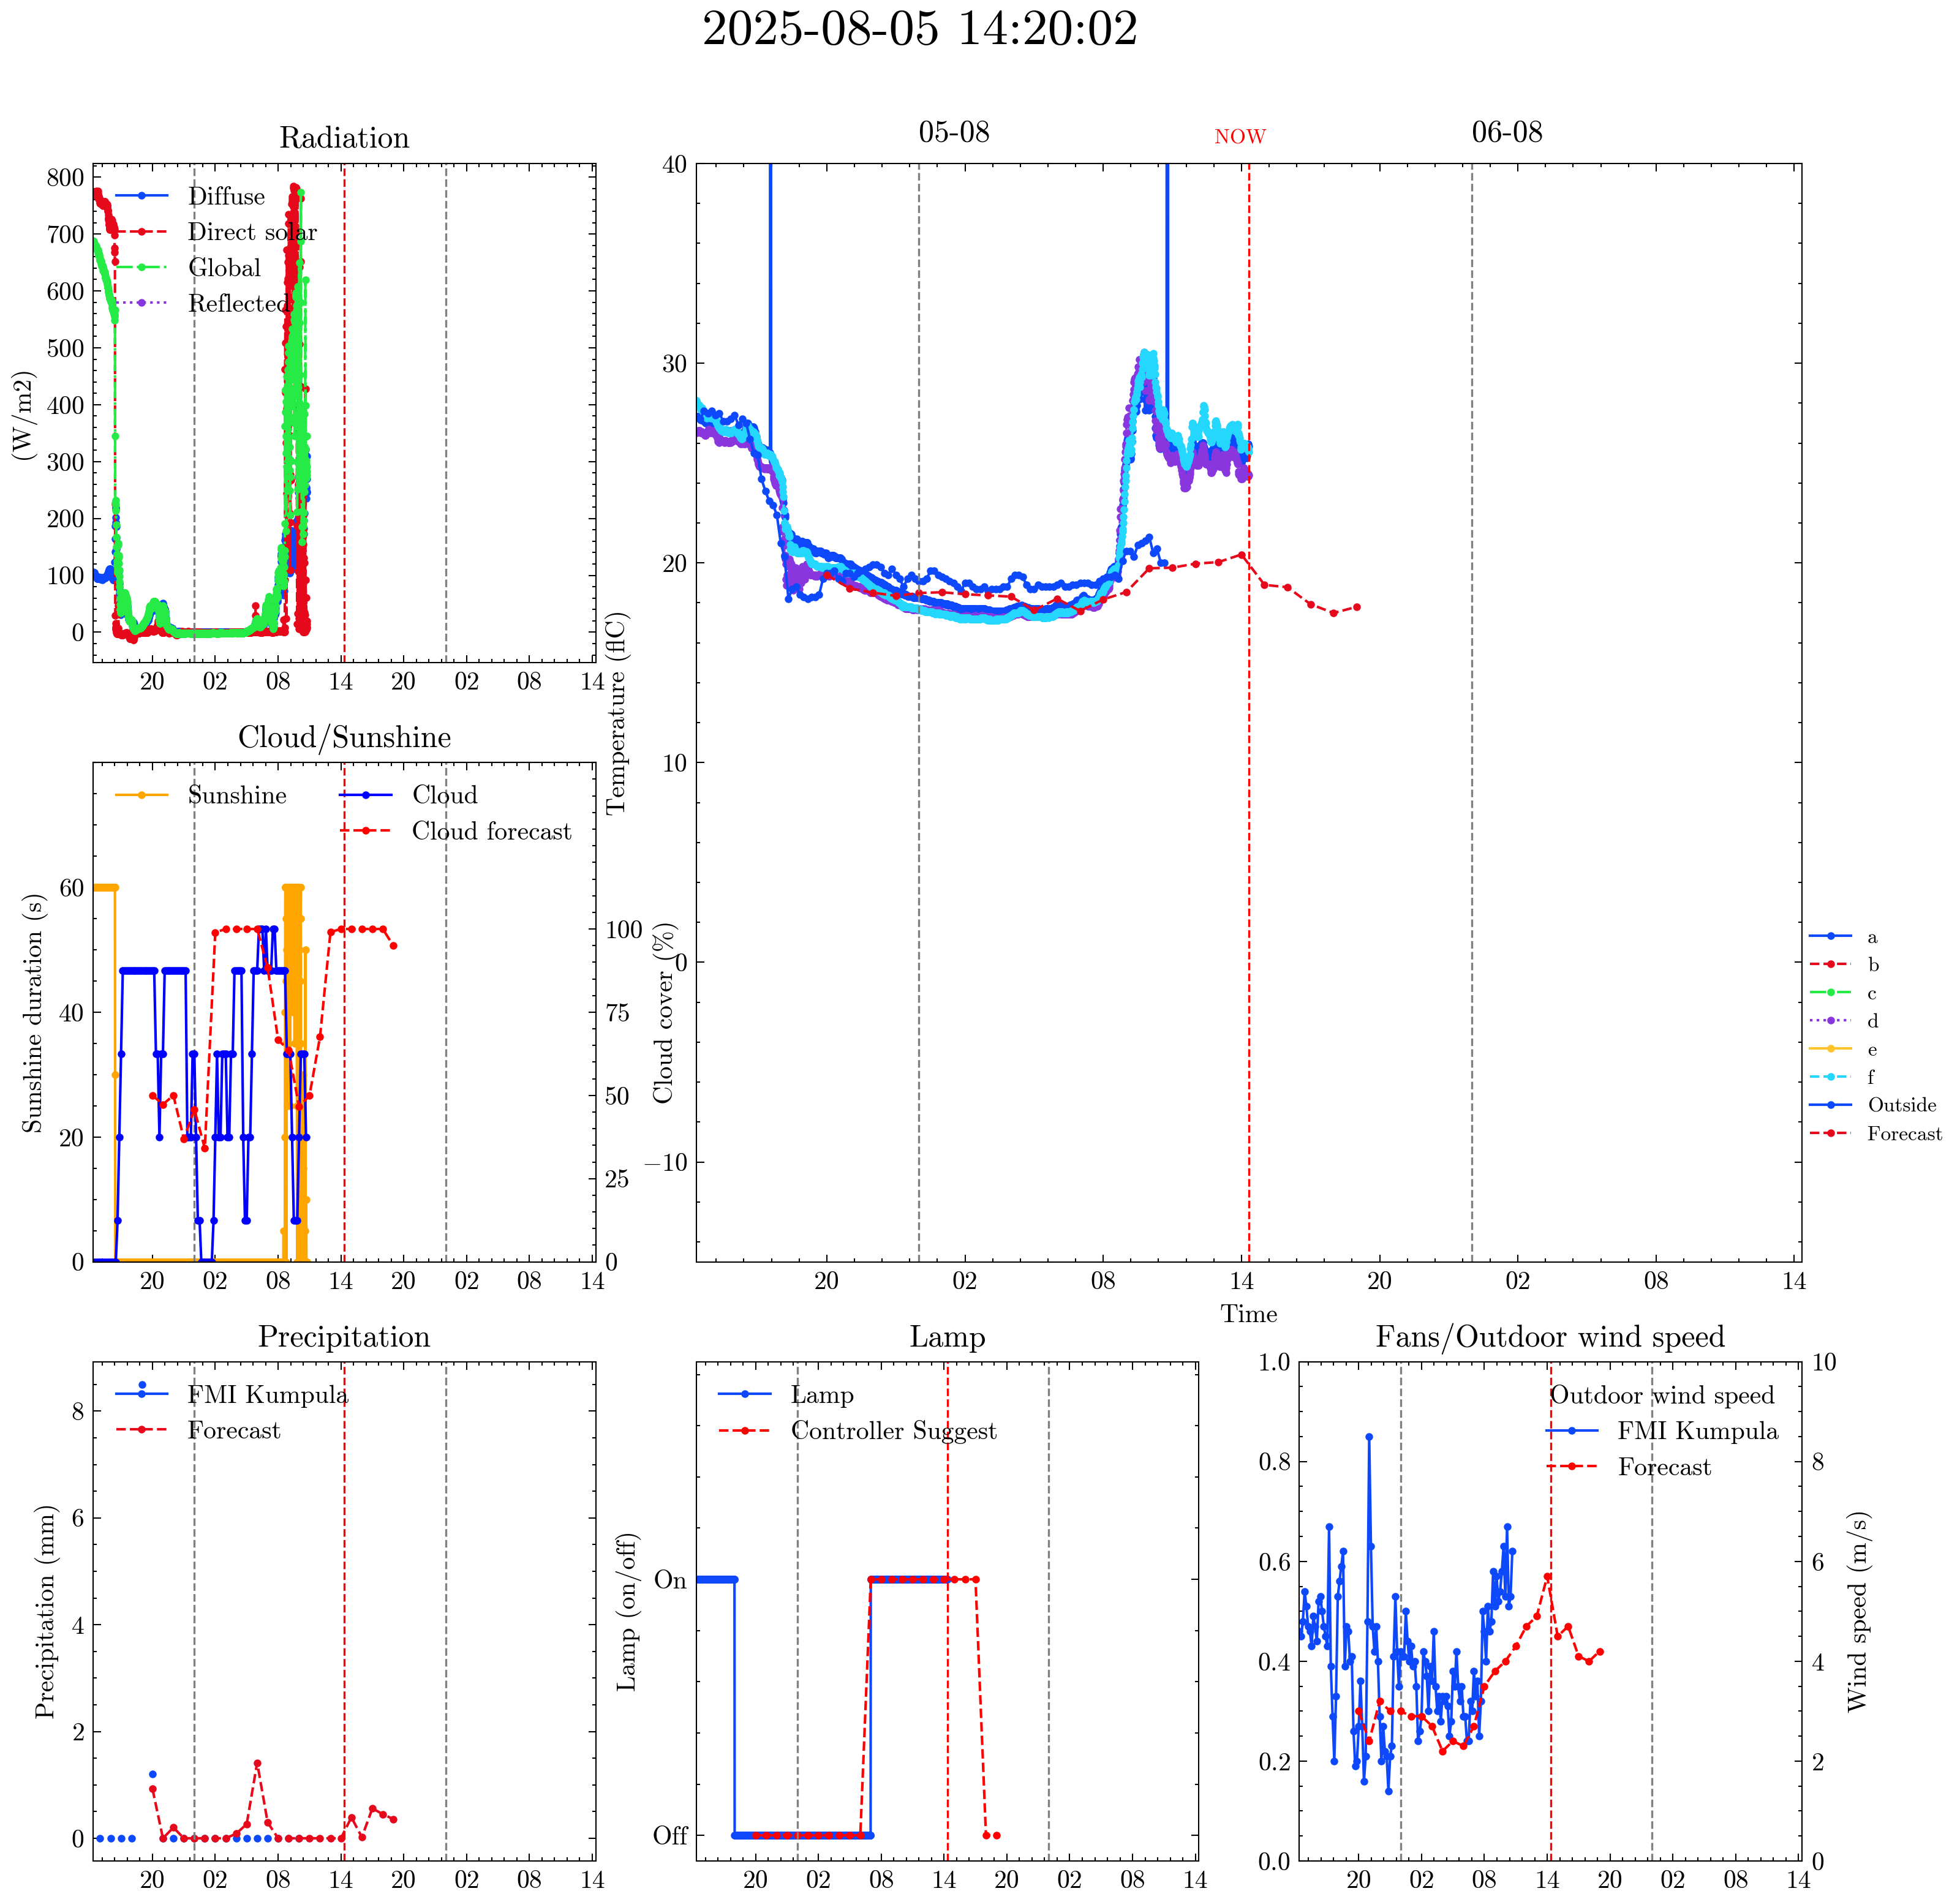 2025-08-05 14:20:02
Radiation
(W/m2)
800
700
600
500
400
300
200
100
0
Diffuse
Direct solar
Global
Reflected
20 02 08 14 20 02 08 14
05-08
NOW
06-08
Temperature (flC)
40
30
20
10
0
−10
20 02 08 14 20 02 08 14
Time
a
b
c
d
e
f
Outside
Forecast
Cloud/Sunshine
Sunshine duration (s)
60
40
20
0
Sunshine
Cloud
Cloud forecast
100
75
50
25
0
Cloud cover (%)
20 02 08 14 20 02 08 14
Precipitation
Precipitation (mm)
8
6
4
2
0
FMI Kumpula
Forecast
20 02 08 14 20 02 08 14
Lamp
Lamp (on/off)
On
Off
Lamp
Controller Suggest
20 02 08 14 20 02 08 14
Fans/Outdoor wind speed
1.0
0.8
0.6
0.4
0.2
0.0
Outdoor wind speed
FMI Kumpula
Forecast
10
8
6
4
2
0
Wind speed (m/s)
20 02 08 14 20 02 08 14